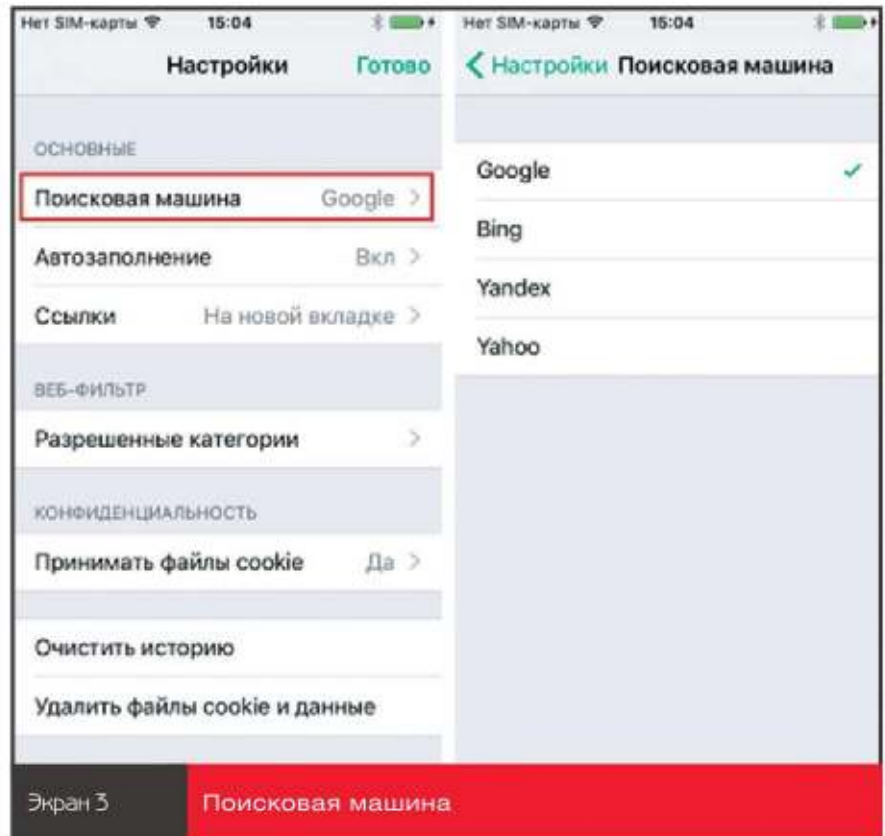 Нет SIM-карты 15:04
Настройки Готово
ОСНОВНЫЕ
Поисковая машина Google
Автозаполнение Вкл
Ссылки На новой вкладке
ВЕБ-ФИЛЬТР
Разрешенные категории
КОНФИДЕНЦИАЛЬНОСТЬ
Принимать файлы cookie Да
Очистить историю
Удалить файлы cookie и данные
Нет SIM-карты 15:04
Настройки Поисковая машина
Google
Bing
Yandex
Yahoo
Экран 3 Поисковая машина